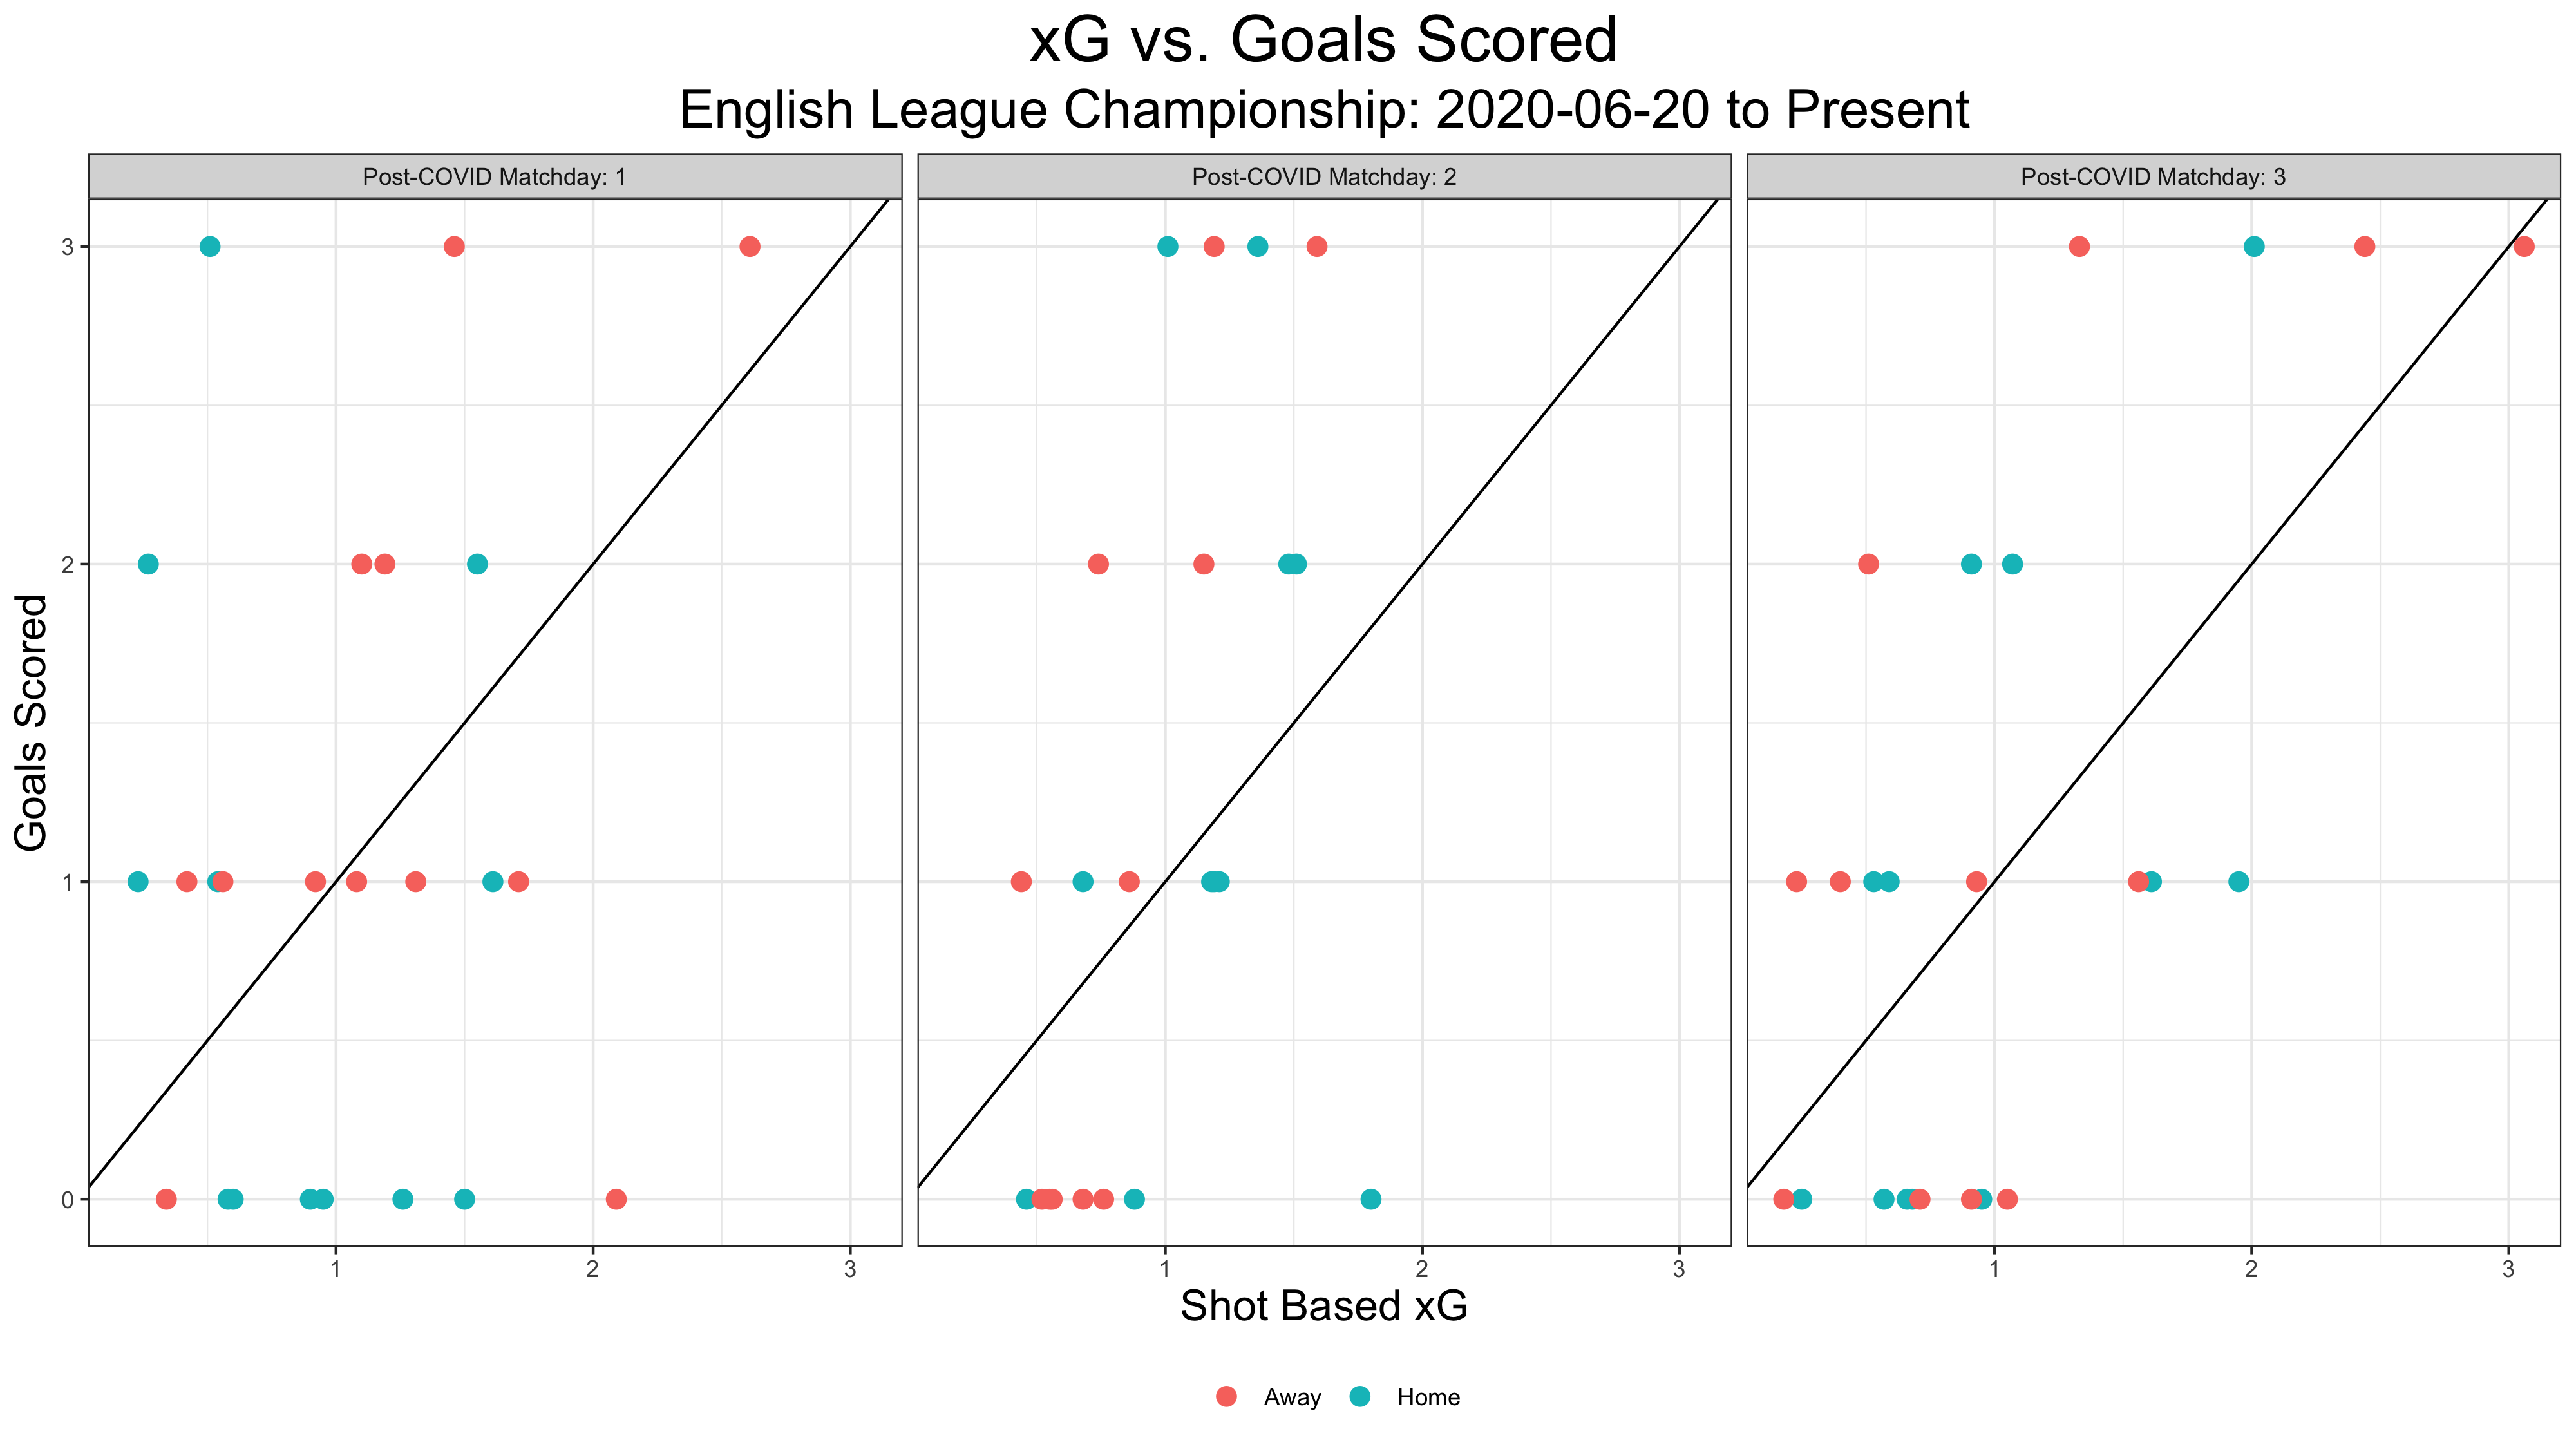 xG vs. Goals Scored
English League Championship: 2020-06-20 to Present
Post-COVID Matchday: 1
Post-COVID Matchday: 2
Post-COVID Matchday: 3
Goals Scored
3
2
1
0
1 2 3
1 2 3
1 2 3
Shot Based xG
Away Home